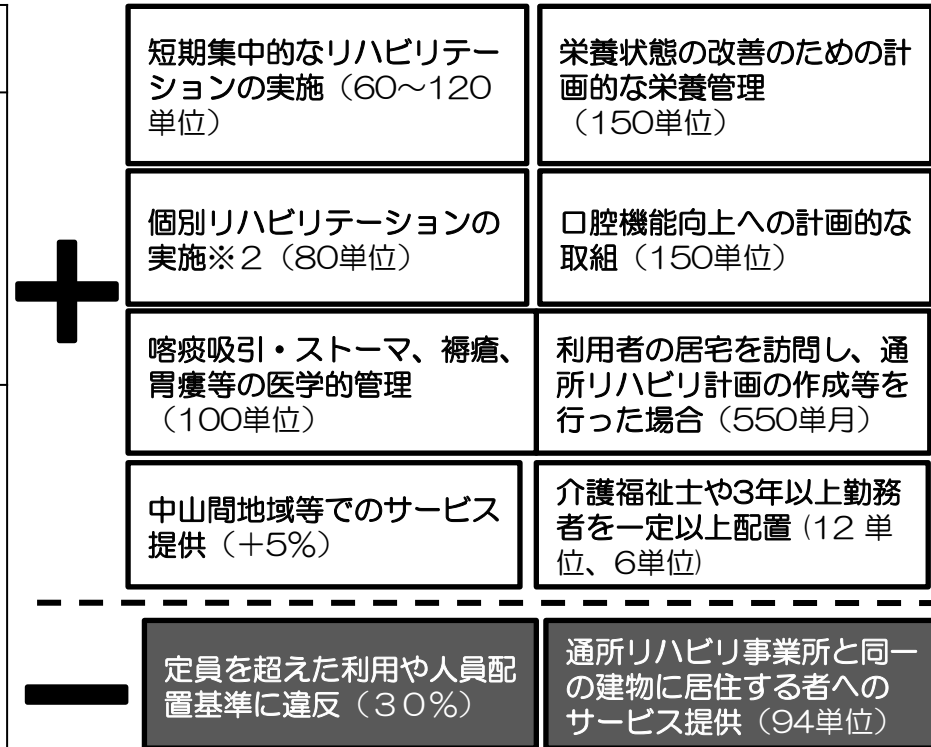 短期集中的なリハビリテー
ションの実施（60～120
単位）
栄養状態の改善のための計
画的な栄養管理
（150単位）
個別リハビリテーションの
実施※２（80単位）
口腔機能向上への計画的な
取組（150単位）
喀痰吸引・ストーマ、褥瘡、
胃瘻等の医学的管理
（100単位）
利用者の居宅を訪問し、通
所リハビリ計画の作成等を
行った場合（550単月）
中山間地域等でのサービス
提供（＋5％）
介護福祉士や3年以上勤務
者を一定以上配置 (12 単
位、6単位)
定員を超えた利用や人員配
置基準に違反（３０％）
通所リハビリ事業所と同一
の建物に居住する者への
サービス提供（94単位）